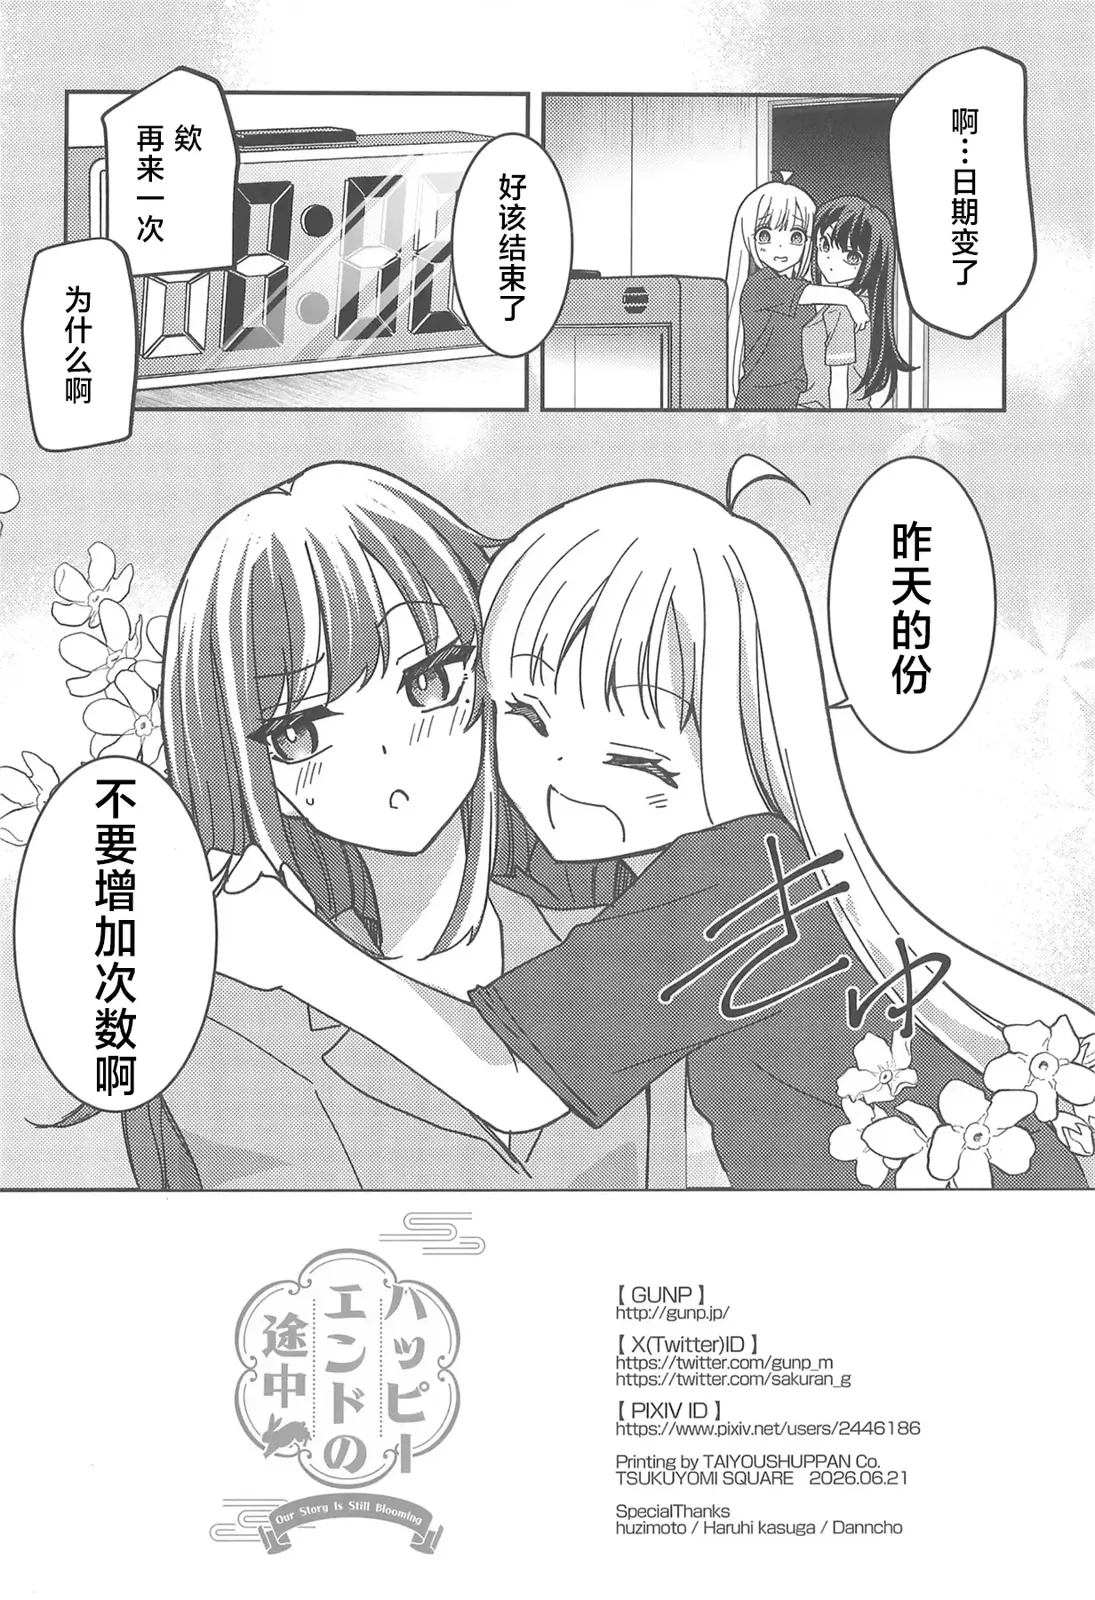 啊…日期变了
好该结束了
欸
再来一次
为什么啊
昨天的份
不要增加次数啊
ぎゅ
ハッピー
エンドの
途中
Our Story Is Still Blooming
【 GUNP 】
http://gunp.jp/
【 X(Twitter)ID 】
https://twitter.com/gunp_m
https://twitter.com/sakuran_g
【 PIXIV ID 】
https://www.pixiv.net/users/2446186
Printing by TAIYOUSHUPPAN Co.
TSUKUYOMI SQUARE 2026.06.21
SpecialThanks
huzimoto / Haruhi kasuga / Danncho